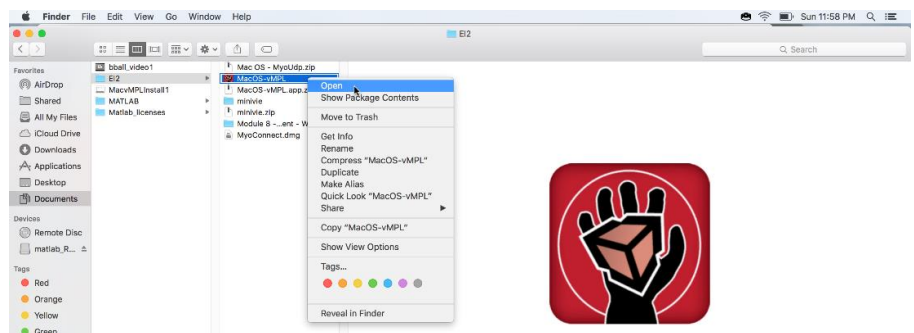 Finder File Edit View Go Window Help
Sun 11:58 PM
EI2
Search
Favorites
AirDrop
Shared
All My Files
iCloud Drive
Downloads
Applications
Desktop
Documents
Devices
Remote Disc
matlab_R...
Tags
Red
Orange
Yellow
Green
bball_video1
EI2
MacvMPLInstall1
MATLAB
Matlab_licenses
Mac OS - MyoUdp.zip
MacOS-vMPL
MacOS-vMPL.app.z
minivie
minivie.zip
Module 8 -...ent - W
MyoConnect.dmg
Open
Show Package Contents
Move to Trash
Get Info
Rename
Compress "MacOS-vMPL"
Duplicate
Make Alias
Quick Look "MacOS-vMPL"
Share
Copy "MacOS-vMPL"
Show View Options
Tags...
Reveal in Finder